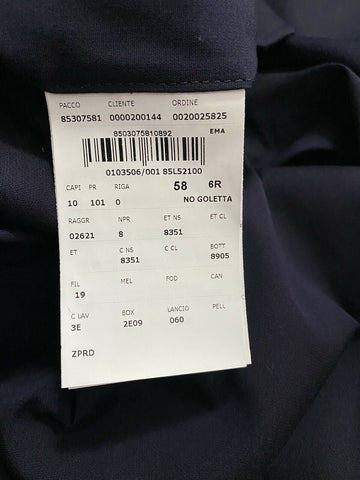 PACCO CLIENTE ORDINE
85307581 0000200144 0020025825
8503075810892 EMA
0103506/001 85L52100
CAPI PR RIGA 58 6R
10 101 0 NO GOLETTA
RAGGR NPR ET NS ET CL
02621 8 8351
ET C NS C CL BOTT
8351 8905
FIL MEL FOD CAN
19
C LAV BOX LANCIO PELL
3E 2E09 060
ZPRD